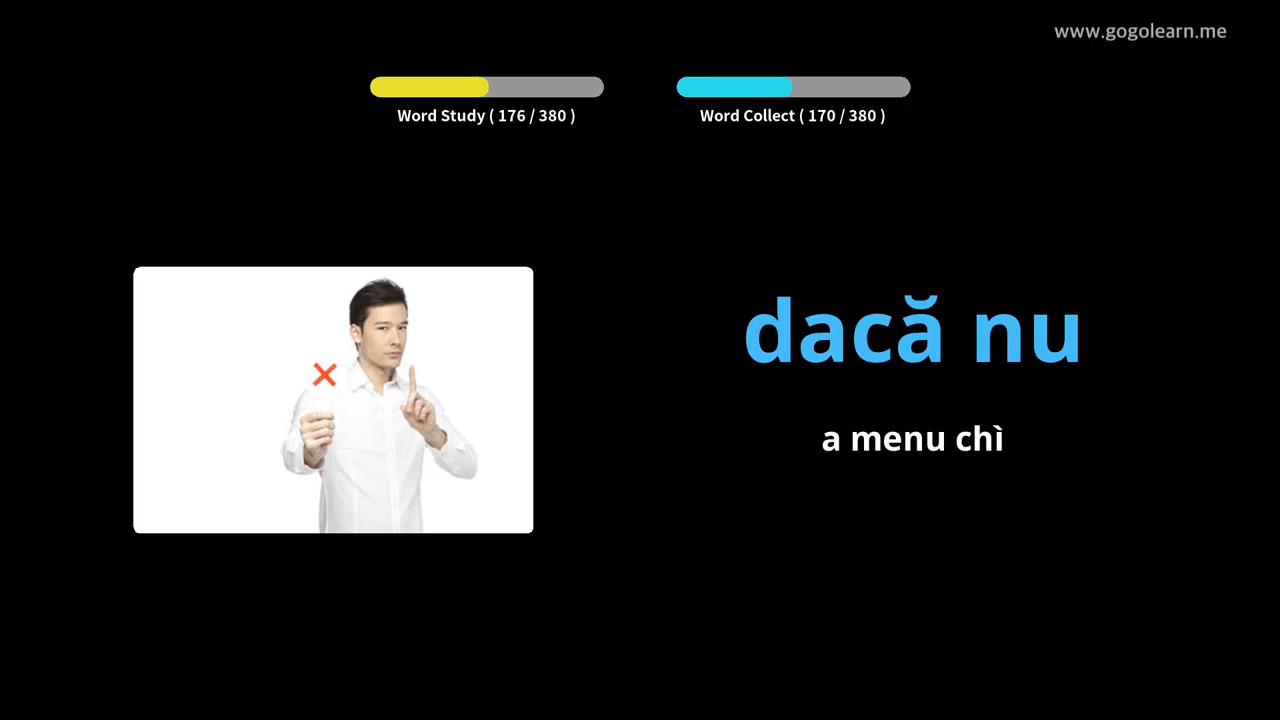 www.gogolearn.me
Word Study ( 176 / 380 )
Word Collect ( 170 / 380 )
dacă nu
a menu chì